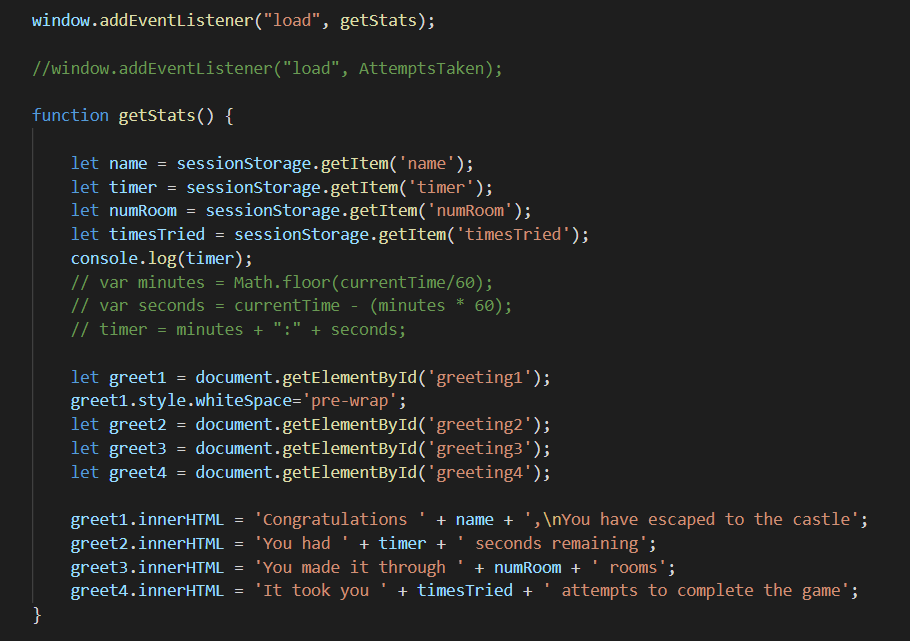 window.addEventListener("load", getStats);
//window.addEventListener("load", AttemptsTaken);
function getStats() {
let name = sessionStorage.getItem('name');
let timer = sessionStorage.getItem('timer');
let numRoom = sessionStorage.getItem('numRoom');
let timesTried = sessionStorage.getItem('timesTried');
console.log(timer);
// var minutes = Math.floor(currentTime/60);
// var seconds = currentTime - (minutes * 60);
// timer = minutes + ":" + seconds;
let greet1 = document.getElementById('greeting1');
greet1.style.whiteSpace='pre-wrap';
let greet2 = document.getElementById('greeting2');
let greet3 = document.getElementById('greeting3');
let greet4 = document.getElementById('greeting4');
greet1.innerHTML = 'Congratulations ' + name + ',\nYou have escaped to the castle';
greet2.innerHTML = 'You had ' + timer + ' seconds remaining';
greet3.innerHTML = 'You made it through ' + numRoom + ' rooms';
greet4.innerHTML = 'It took you ' + timesTried + ' attempts to complete the game';
}